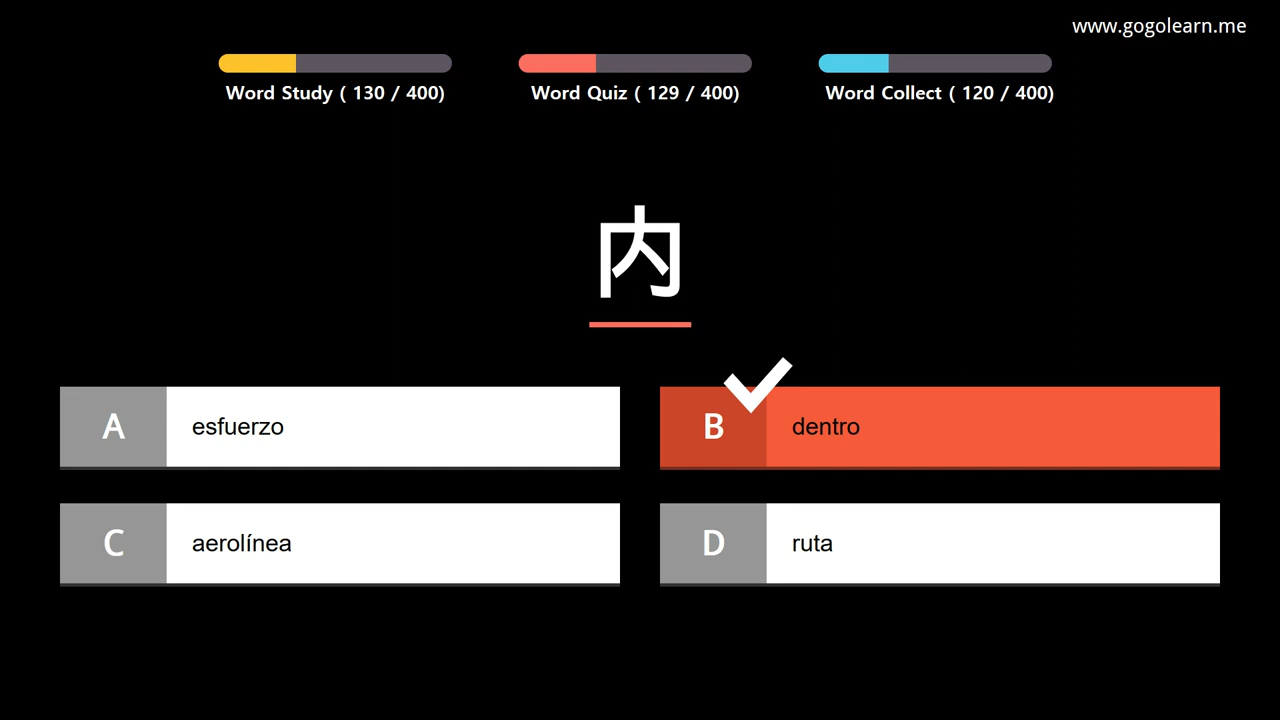 www.gogolearn.me
Word Study ( 130 / 400)
Word Quiz ( 129 / 400)
Word Collect ( 120 / 400)
内
A esfuerzo
B dentro
C aerolínea
D ruta